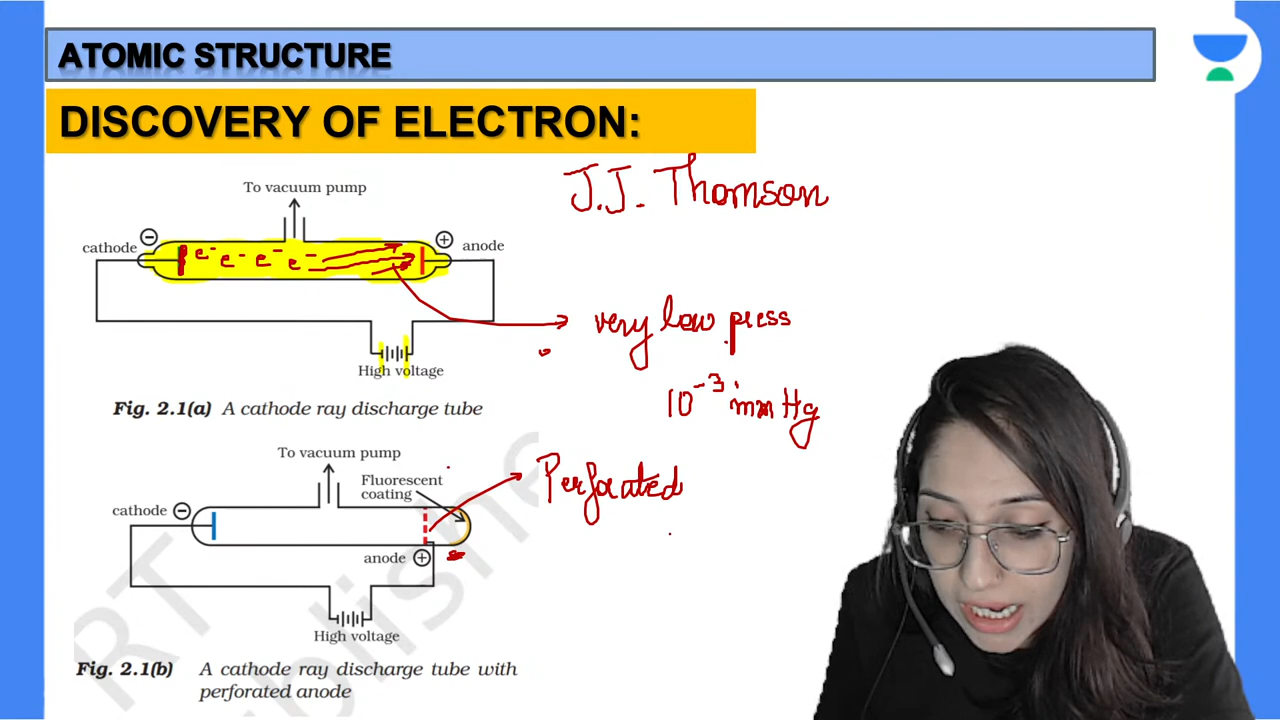 ATOMIC STRUCTURE
DISCOVERY OF ELECTRON:
J.J. Thomson
To vacuum pump
cathode
anode
e⁻ e⁻ e⁻ e⁻
very low press
10⁻³ mm Hg
High voltage
Fig. 2.1(a) A cathode ray discharge tube
To vacuum pump
Fluorescent
coating
Perforated
cathode
anode
High voltage
Fig. 2.1(b) A cathode ray discharge tube with
perforated anode